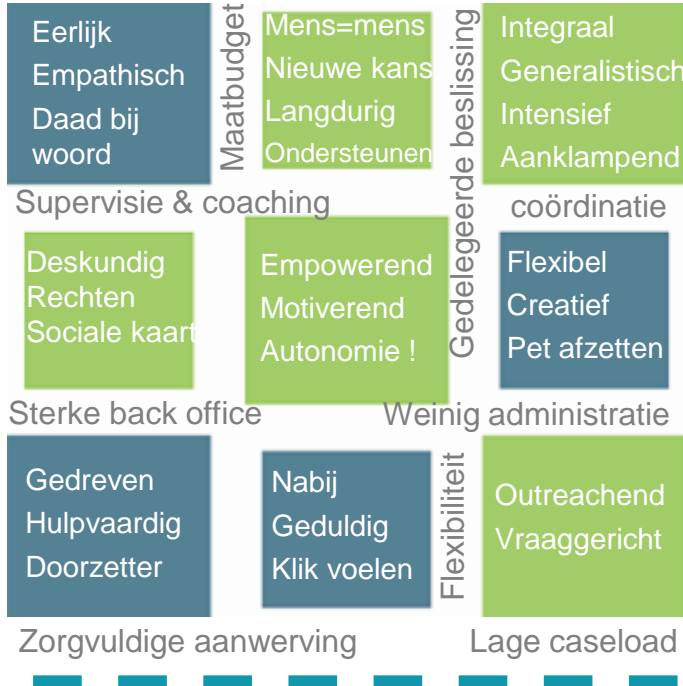 Eerlijk
Empathisch
Daad bij
woord
Maatbudget
Mens=mens
Nieuwe kans
Langdurig
Ondersteunen
Gedelegeerde beslissing
Integraal
Generalistisch
Intensief
Aanklampend
Supervisie & coaching
coördinatie
Deskundig
Rechten
Sociale kaart
Empowerend
Motiverend
Autonomie !
Flexibel
Creatief
Pet afzetten
Sterke back office
Weinig administratie
Gedreven
Hulpvaardig
Doorzetter
Nabij
Geduldig
Klik voelen
Flexibiliteit
Outreachend
Vraaggericht
Zorgvuldige aanwerving
Lage caseload